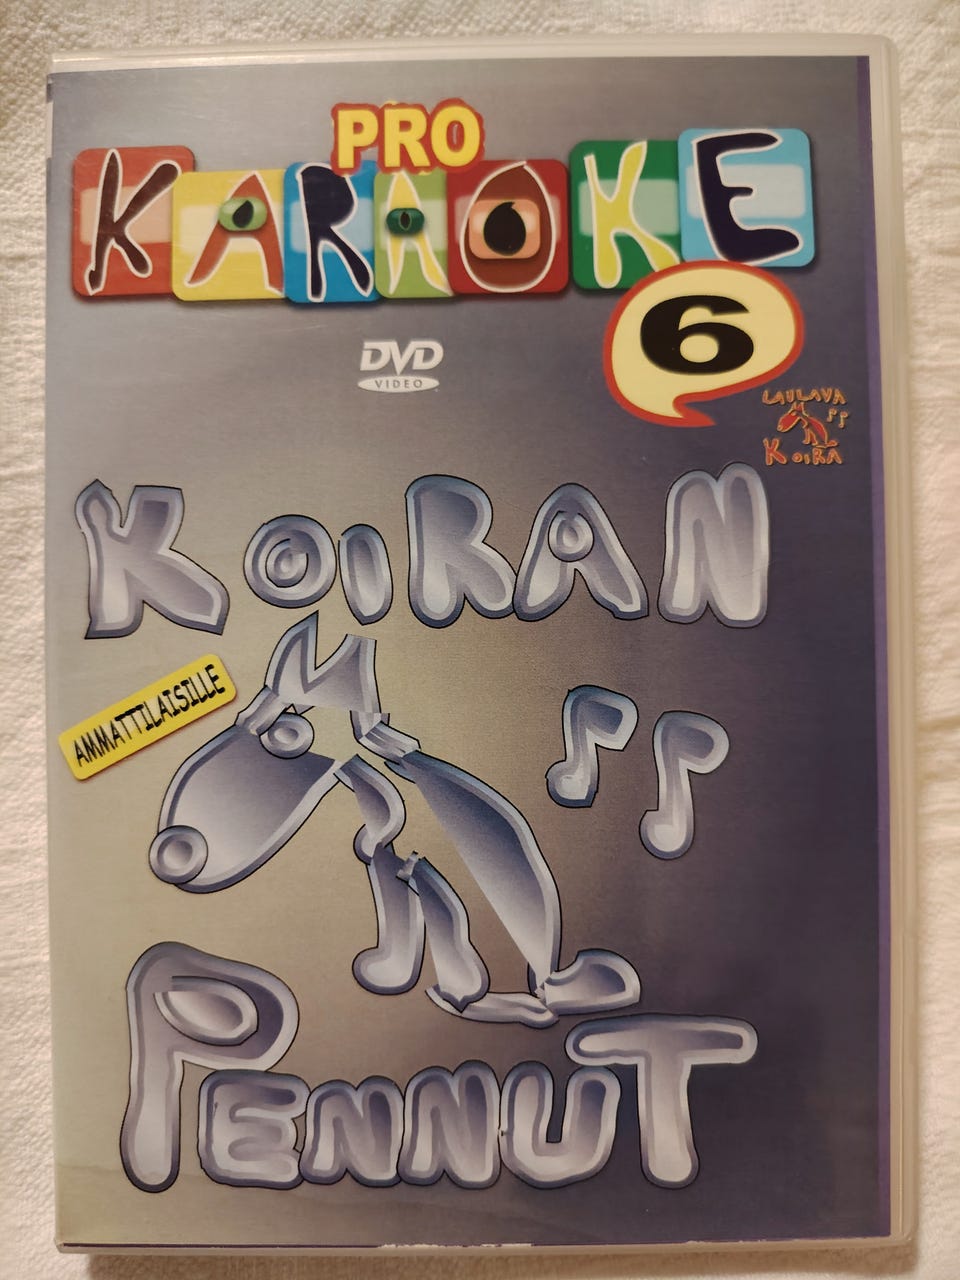 PRO
KARAOKE
6
DVD
VIDEO
LAULAVA
KOIRA
KOIRAN
AMMATTILAISILLE
PENNUT